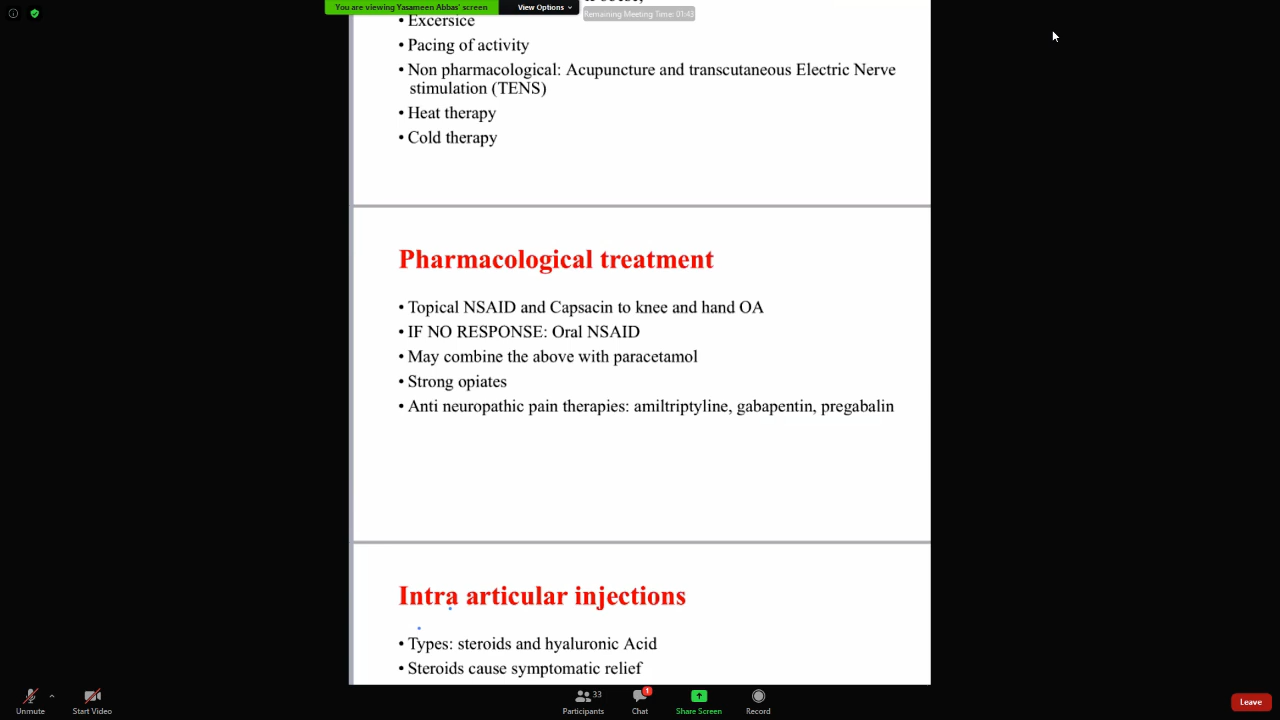 You are viewing Yasameen Abbas' screen
View Options
Remaining Meeting Time: 01:43
• Excersice
• Pacing of activity
• Non pharmacological: Acupuncture and transcutaneous Electric Nerve
stimulation (TENS)
• Heat therapy
• Cold therapy
Pharmacological treatment
• Topical NSAID and Capsacin to knee and hand OA
• IF NO RESPONSE: Oral NSAID
• May combine the above with paracetamol
• Strong opiates
• Anti neuropathic pain therapies: amiltriptyline, gabapentin, pregabalin
Intra articular injections
• Types: steroids and hyaluronic Acid
• Steroids cause symptomatic relief
Unmute
Start Video
33
Participants
1
Chat
Share Screen
Record
Leave